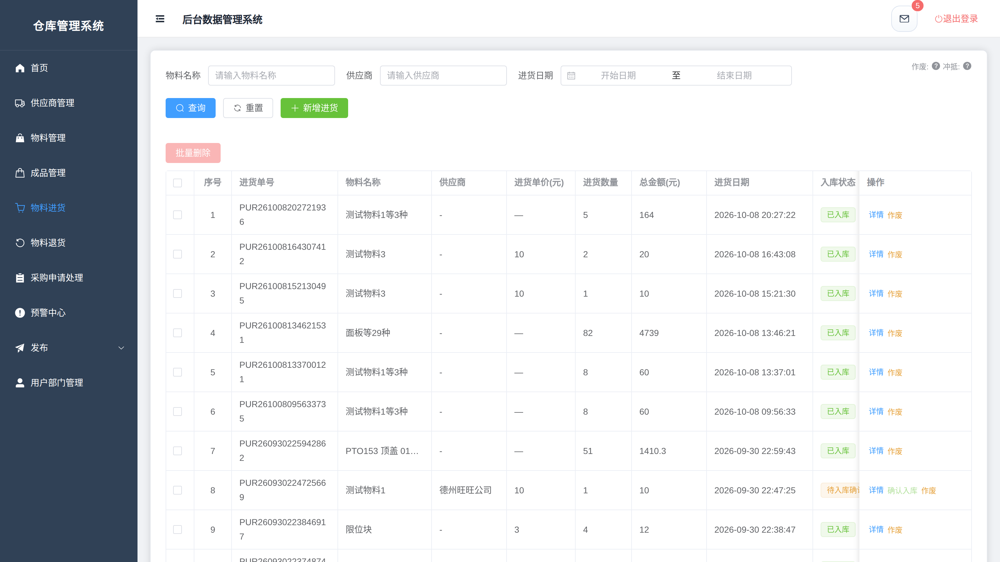 仓库管理系统
首页
供应商管理
物料管理
成品管理
物料进货
物料退货
采购申请处理
预警中心
发布
用户部门管理
后台数据管理系统
5
退出登录
作废: ? 冲抵: ?
物料名称 请输入物料名称 供应商 请输入供应商 进货日期 开始日期 至 结束日期
查询 重置 新增进货
批量删除
序号 进货单号 物料名称 供应商 进货单价(元) 进货数量 总金额(元) 进货日期 入库状态 操作
1 PUR26100820272193
6 测试物料1等3种 - — 5 164 2026-10-08 20:27:22 已入库 详情 作废
2 PUR26100816430741
2 测试物料3 - 10 2 20 2026-10-08 16:43:08 已入库 详情 作废
3 PUR26100815213049
5 测试物料3 - 10 1 10 2026-10-08 15:21:30 已入库 详情 作废
4 PUR26100813462153
1 面板等29种 - — 82 4739 2026-10-08 13:46:21 已入库 详情 作废
5 PUR26100813370012
1 测试物料1等3种 - — 8 60 2026-10-08 13:37:01 已入库 详情 作废
6 PUR26100809563373
5 测试物料1等3种 - — 8 60 2026-10-08 09:56:33 已入库 详情 作废
7 PUR26093022594286
2 PTO153 顶盖 01… - — 51 1410.3 2026-09-30 22:59:43 已入库 详情 作废
8 PUR26093022472566
9 测试物料1 德州旺旺公司 10 1 10 2026-09-30 22:47:25 待入库确 详情 确认入库 作废
9 PUR26093022384691
7 限位块 - 3 4 12 2026-09-30 22:38:47 已入库 详情 作废
PUR26093022374874